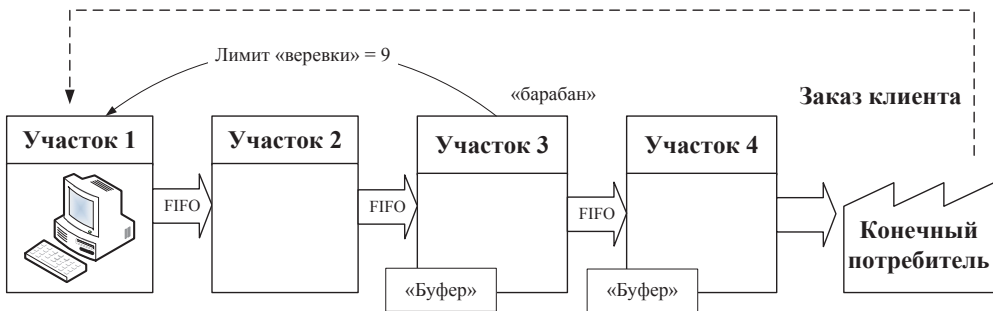 Лимит «веревки» = 9
«барабан»
Заказ клиента
Участок 1
Участок 2
Участок 3
Участок 4
FIFO
FIFO
FIFO
Конечный
потребитель
«Буфер»
«Буфер»